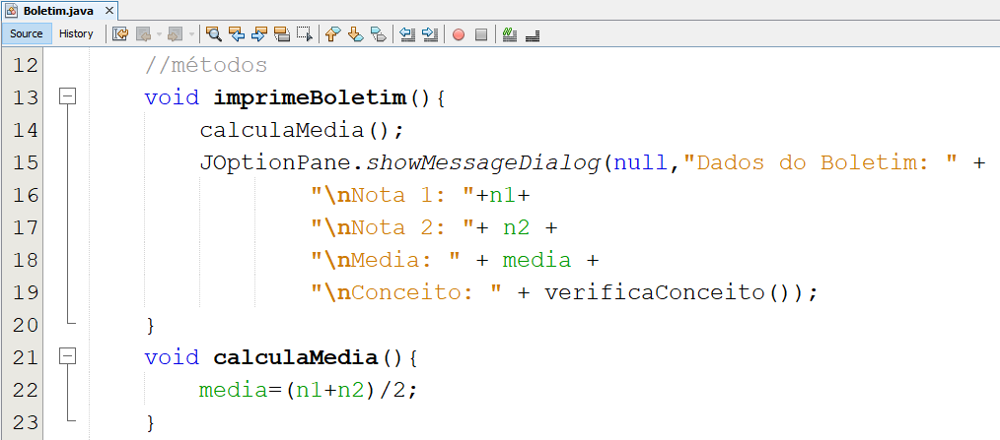 Boletim.java
Source History
12 //métodos
13 void imprimeBoletim(){
14 calculaMedia();
15 JOptionPane.showMessageDialog(null,"Dados do Boletim: " +
16 "\nNota 1: "+n1+
17 "\nNota 2: "+ n2 +
18 "\nMedia: " + media +
19 "\nConceito: " + verificaConceito());
20 }
21 void calculaMedia(){
22 media=(n1+n2)/2;
23 }